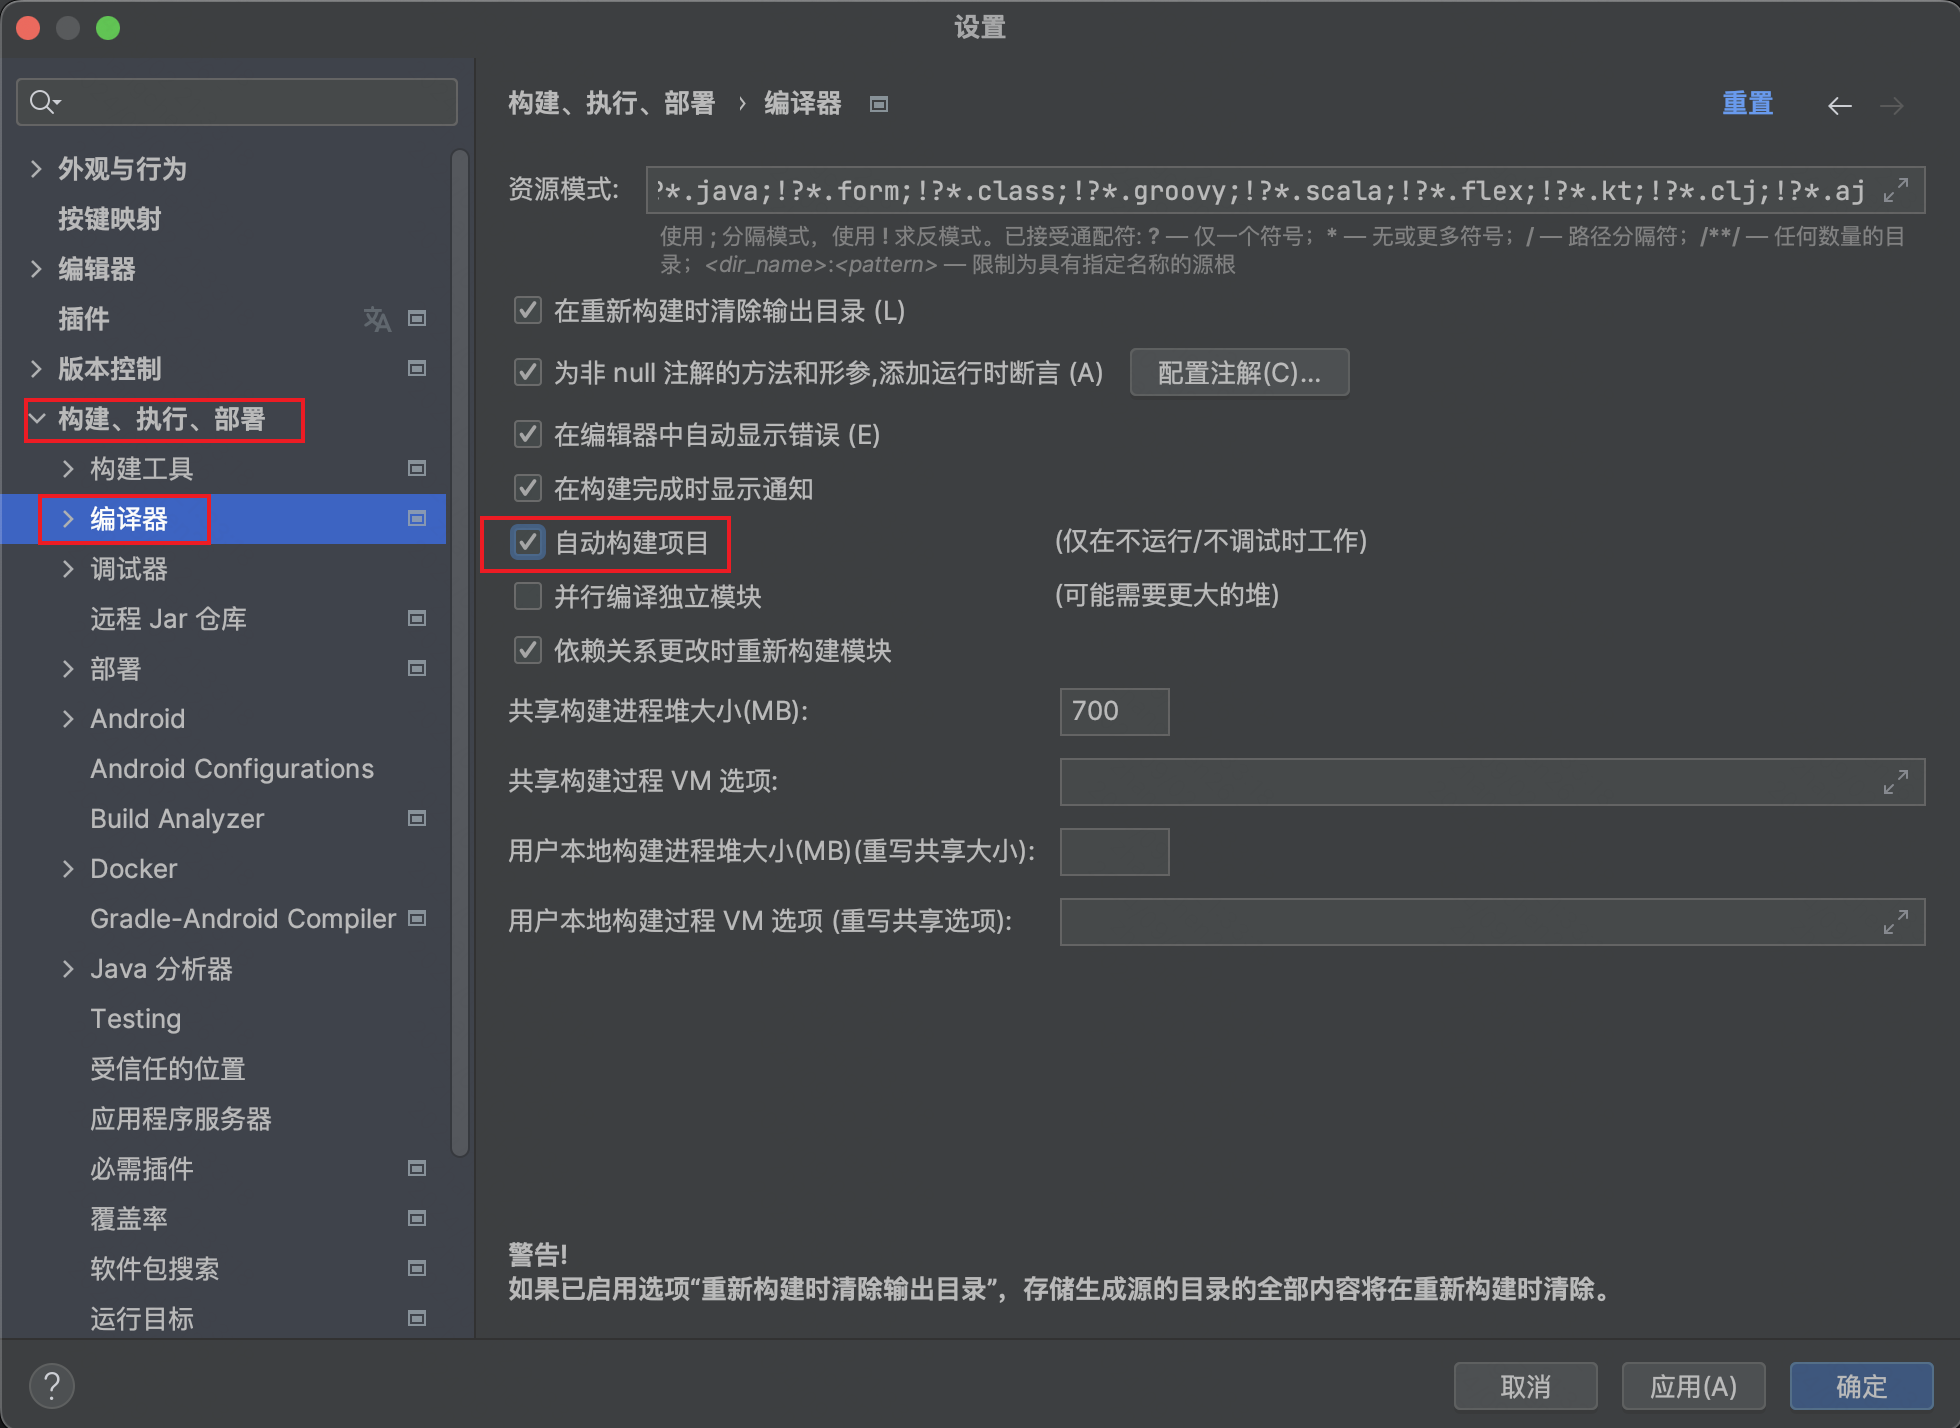 设置
外观与行为
按键映射
编辑器
插件
版本控制
构建、执行、部署
构建工具
编译器
调试器
远程 Jar 仓库
部署
Android
Android Configurations
Build Analyzer
Docker
Gradle-Android Compiler
Java 分析器
Testing
受信任的位置
应用程序服务器
必需插件
覆盖率
软件包搜索
运行目标
构建、执行、部署 › 编译器
重置
资源模式: ?*.java;!?*.form;!?*.class;!?*.groovy;!?*.scala;!?*.flex;!?*.kt;!?*.clj;!?*.aj
使用 ; 分隔模式，使用 ! 求反模式。已接受通配符: ? — 仅一个符号；* — 无或更多符号；/ — 路径分隔符；/**/ — 任何数量的目
录；<dir_name>:<pattern> — 限制为具有指定名称的源根
在重新构建时清除输出目录 (L)
为非 null 注解的方法和形参,添加运行时断言 (A) 配置注解(C)...
在编辑器中自动显示错误 (E)
在构建完成时显示通知
自动构建项目 (仅在不运行/不调试时工作)
并行编译独立模块 (可能需要更大的堆)
依赖关系更改时重新构建模块
共享构建进程堆大小(MB): 700
共享构建过程 VM 选项:
用户本地构建进程堆大小(MB)(重写共享大小):
用户本地构建过程 VM 选项 (重写共享选项):
警告!
如果已启用选项“重新构建时清除输出目录”，存储生成源的目录的全部内容将在重新构建时清除。
?
取消
应用(A)
确定